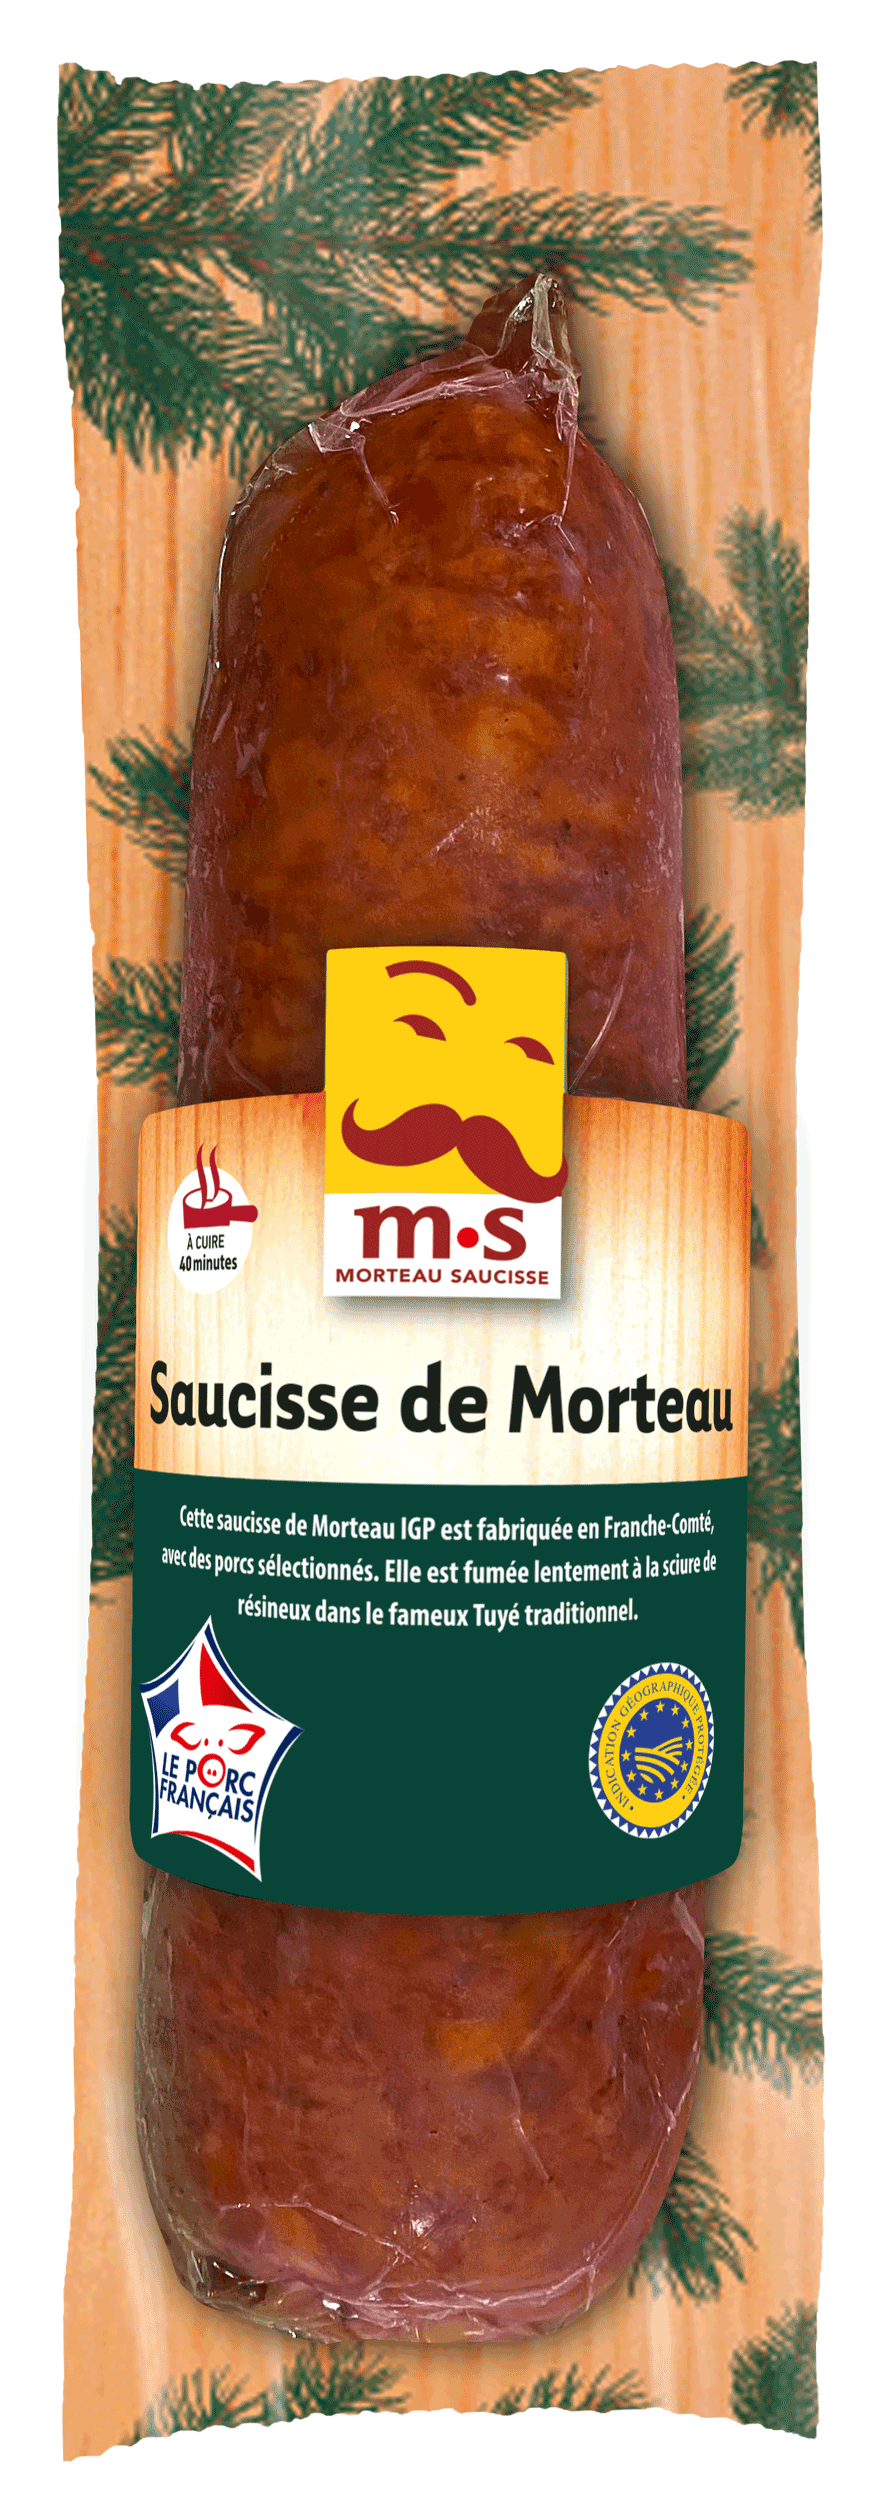 m•s
MORTEAU SAUCISSE
À CUIRE
40 minutes
Saucisse de Morteau
Cette saucisse de Morteau IGP est fabriquée en Franche-Comté,
avec des porcs sélectionnés. Elle est fumée lentement à la sciure de
résineux dans le fameux Tuyé traditionnel.
LE PORC
FRANÇAIS
INDICATION GÉOGRAPHIQUE PROTÉGÉE